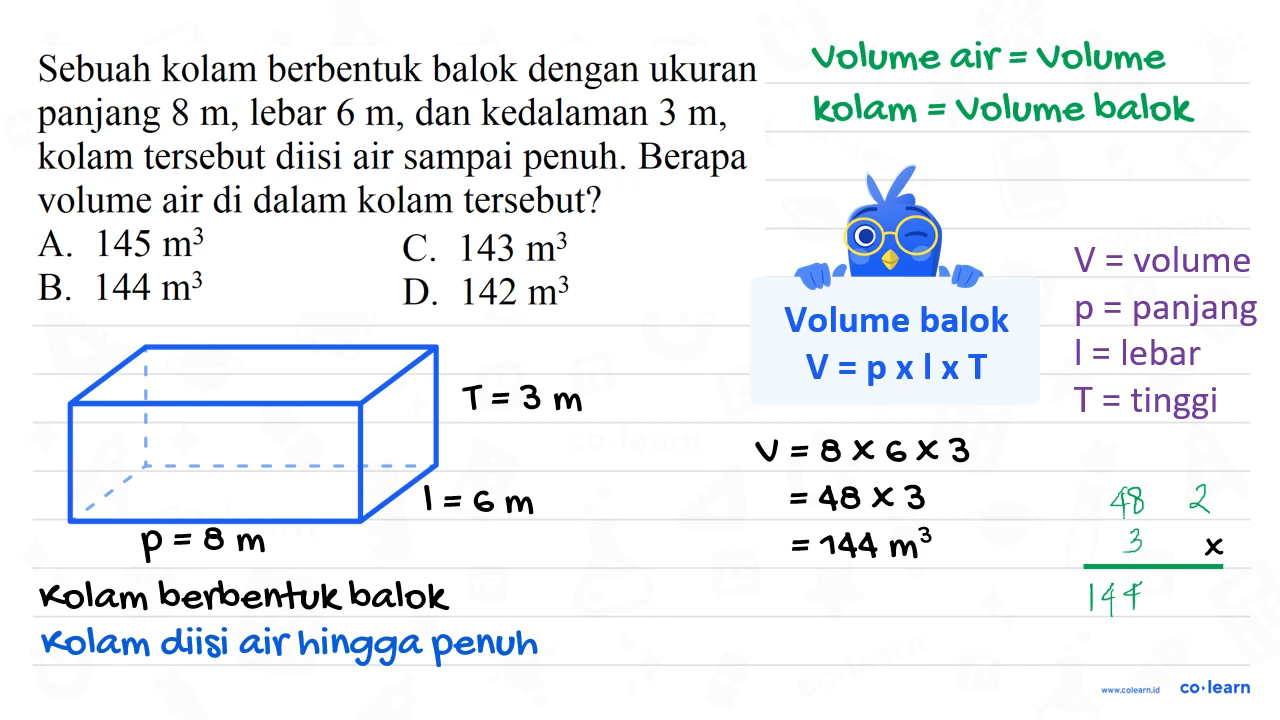 Sebuah kolam berbentuk balok dengan ukuran
panjang 8 m, lebar 6 m, dan kedalaman 3 m,
kolam tersebut diisi air sampai penuh. Berapa
volume air di dalam kolam tersebut?
A. 145 m³
C. 143 m³
B. 144 m³
D. 142 m³
T = 3 m
l = 6 m
p = 8 m
Kolam berbentuk balok
Kolam diisi air hingga penuh
Volume air = Volume
kolam = Volume balok
Volume balok
V = p x l x T
V = volume
p = panjang
l = lebar
T = tinggi
V = 8 x 6 x 3
= 48 x 3
= 144 m³
48 2
3 x
144
www.colearn.id co·learn